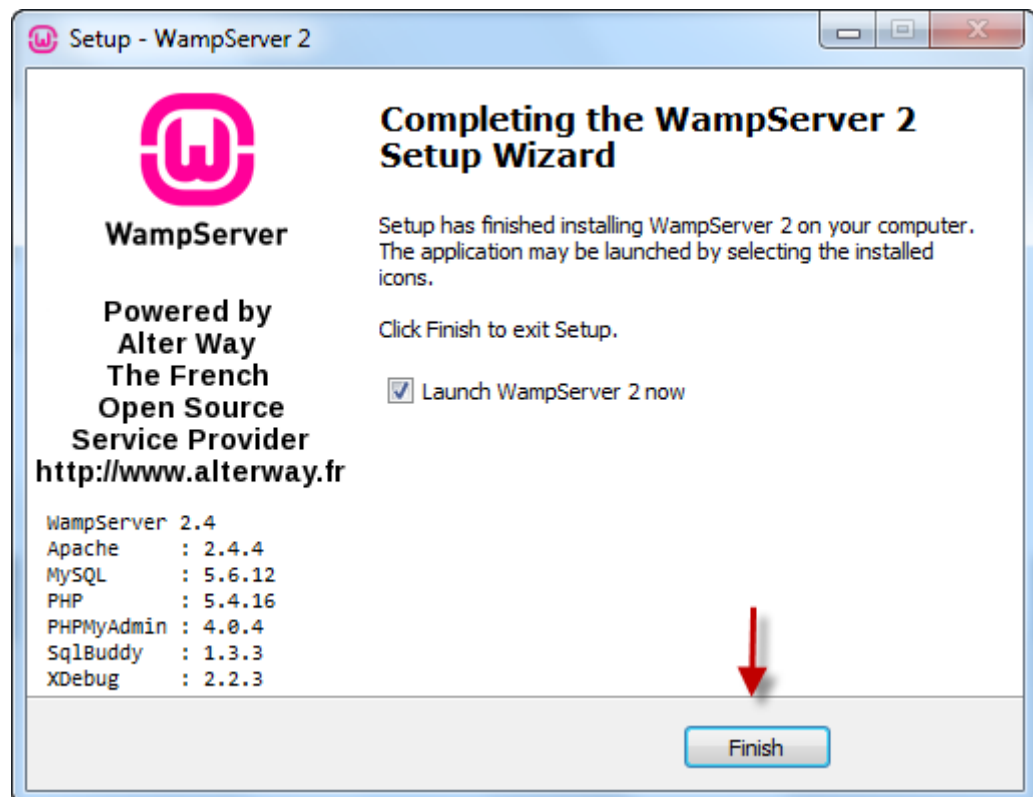 Setup - WampServer 2
WampServer
Powered by
Alter Way
The French
Open Source
Service Provider
http://www.alterway.fr
WampServer 2.4
Apache : 2.4.4
MySQL : 5.6.12
PHP : 5.4.16
PHPMyAdmin : 4.0.4
SqlBuddy : 1.3.3
XDebug : 2.2.3
Completing the WampServer 2
Setup Wizard
Setup has finished installing WampServer 2 on your computer.
The application may be launched by selecting the installed
icons.
Click Finish to exit Setup.
Launch WampServer 2 now
Finish